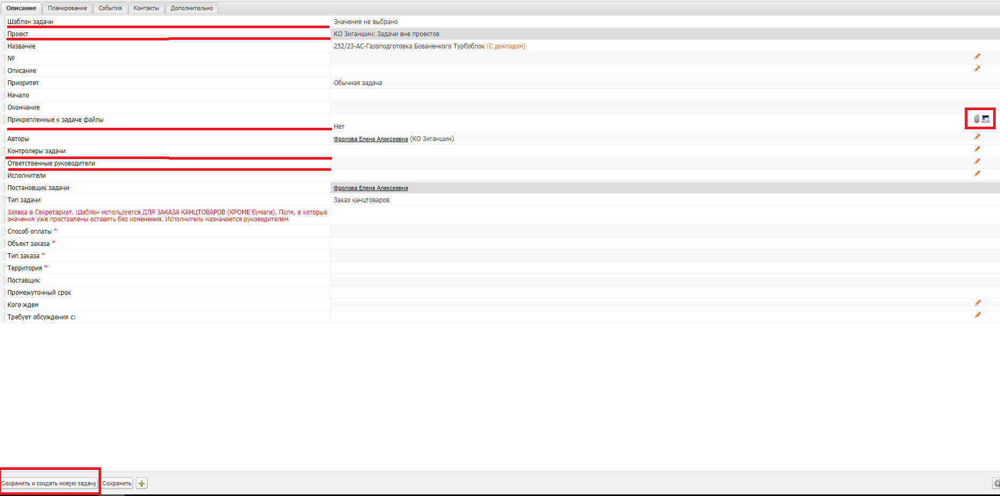 Описание Планирование События Контакты Дополнительно
Шаблон задачи Значение не выбрано
Проект КО Зиганшин: Задачи вне проектов
Название 252/23-АС-Газоподготовка Бованенкого Турбоблок (С докладом)
№
Описание
Приоритет Обычная задача
Начало
Окончание
Прикрепленные к задаче файлы
Нет
Авторы Фролова Елена Алексеевна (КО Зиганшин)
Контролеры задачи
Ответственные руководители
Исполнители
Постановщик задачи Фролова Елена Алексеевна
Тип задачи Заказ канцтоваров
Заявка в Секретариат. Шаблон используется ДЛЯ ЗАКАЗА КАНЦТОВАРОВ (КРОМЕ бумаги). Поля, в которых
значения уже проставлены оставить без изменения. Исполнитель назначается руководителем
Способ оплаты *
Объект заказа *
Тип заказа *
Территория *
Поставщик
Промежуточный срок
Кого ждем
Требует обсуждения с:
Сохранить и создать новую задачу Сохранить